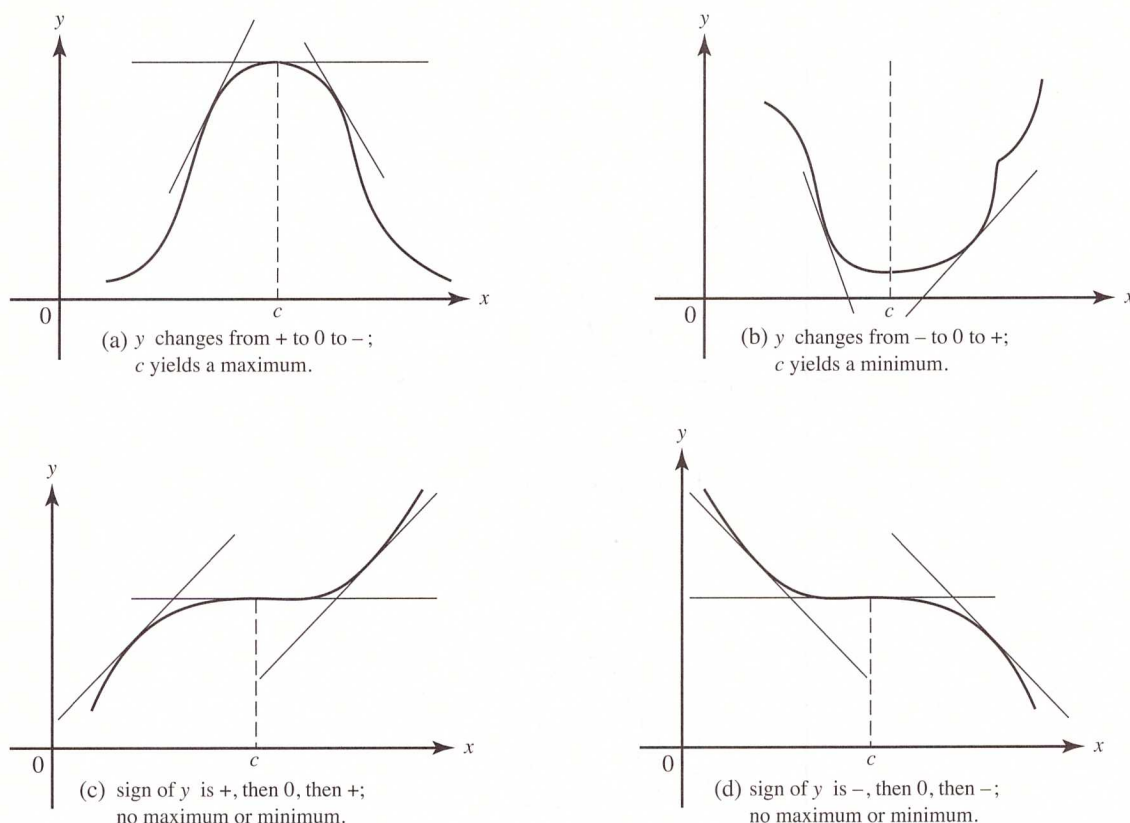 y
x
0
c
(a) y changes from + to 0 to –;
c yields a maximum.
y
x
0
c
(b) y changes from – to 0 to +;
c yields a minimum.
y
x
0
c
(c) sign of y is +, then 0, then +;
no maximum or minimum.
y
x
0
c
(d) sign of y is –, then 0, then –;
no maximum or minimum.